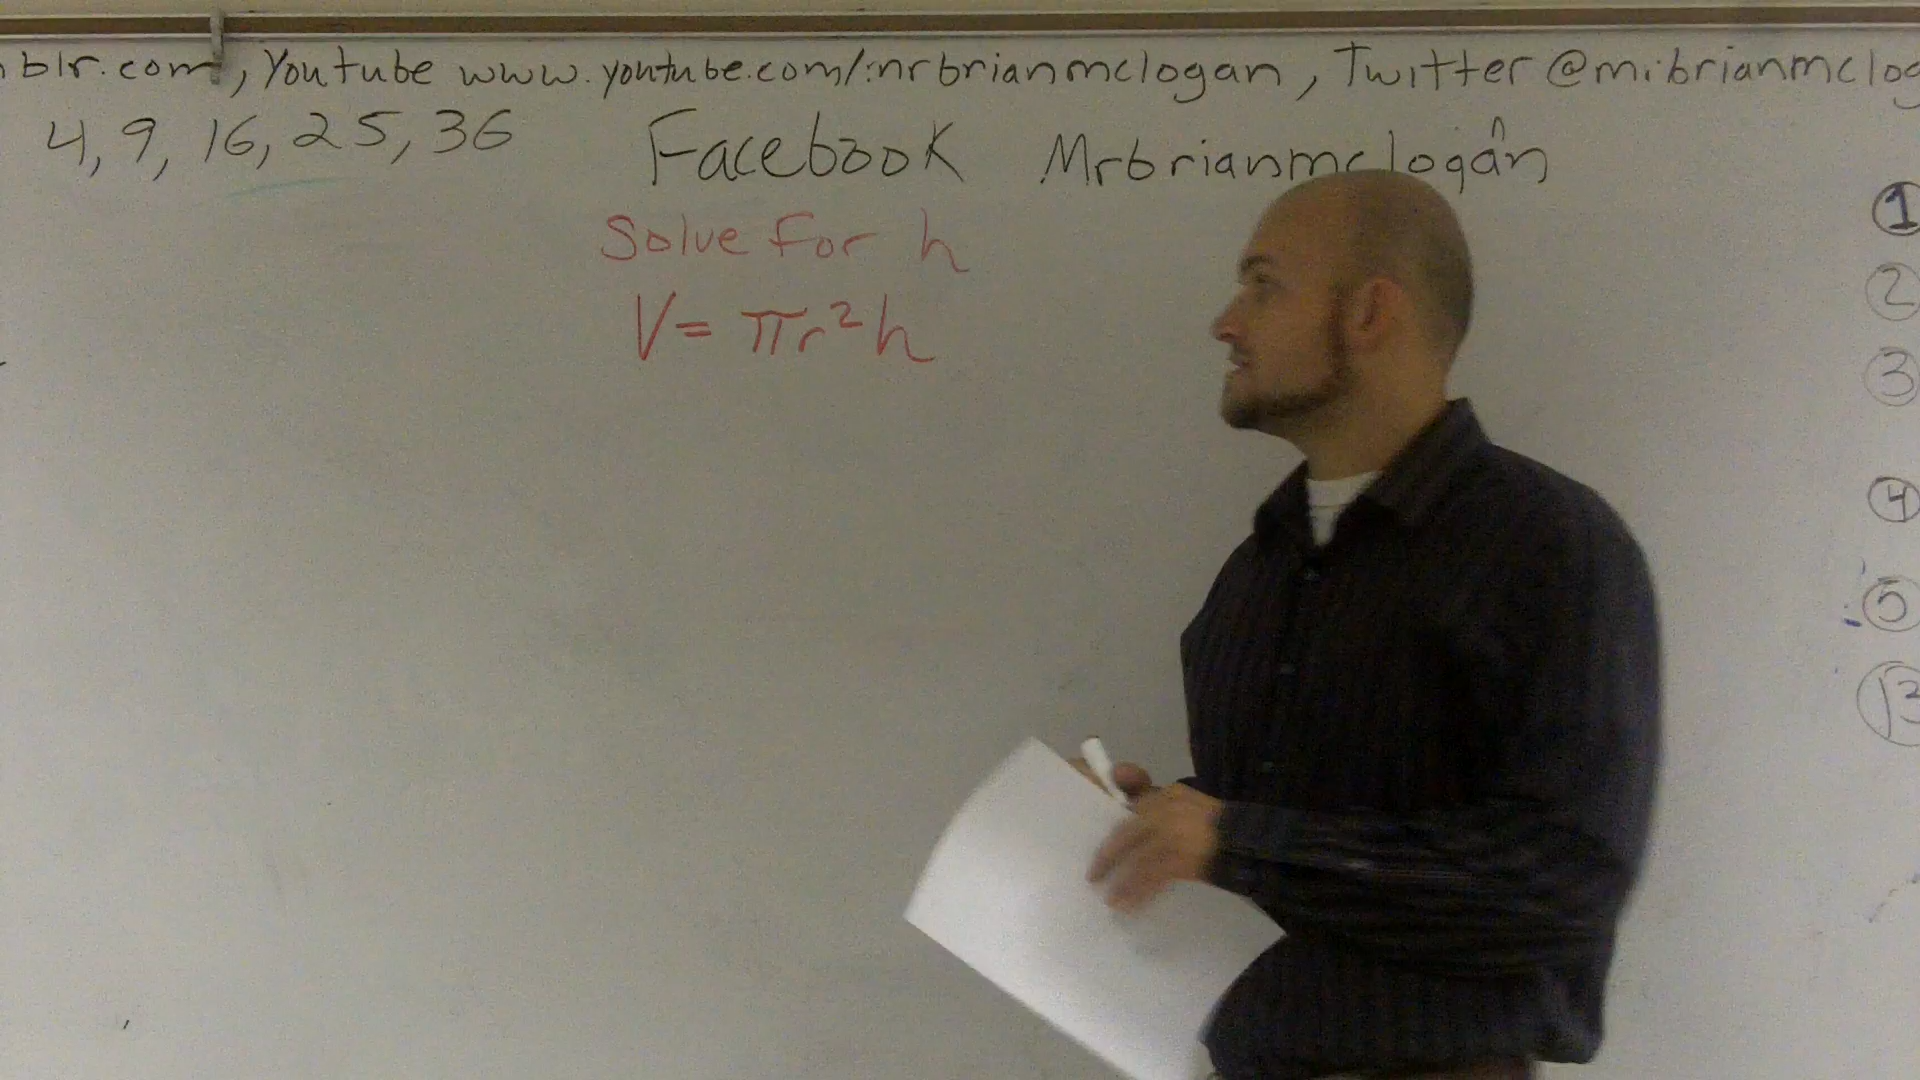 blr.com, Youtube www.youtube.com/mrbrianmclogan, Twitter @mrbrianmclog
4, 9, 16, 25, 36 Facebook Mrbrianmclogan
Solve for h
V = πr²h
1
2
3
4
5
13